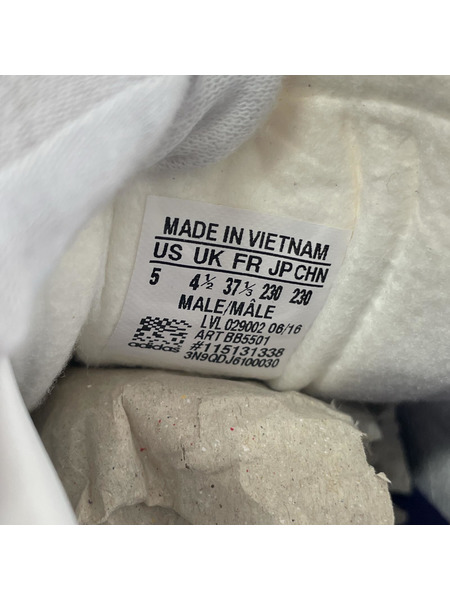 MADE IN VIETNAM
US UK FR JP CHN
5 4½ 37⅓ 230 230
MALE/MÂLE
LVL 029002 06/16
ART BB5501
adidas #115131338
3N9QDJ6100030